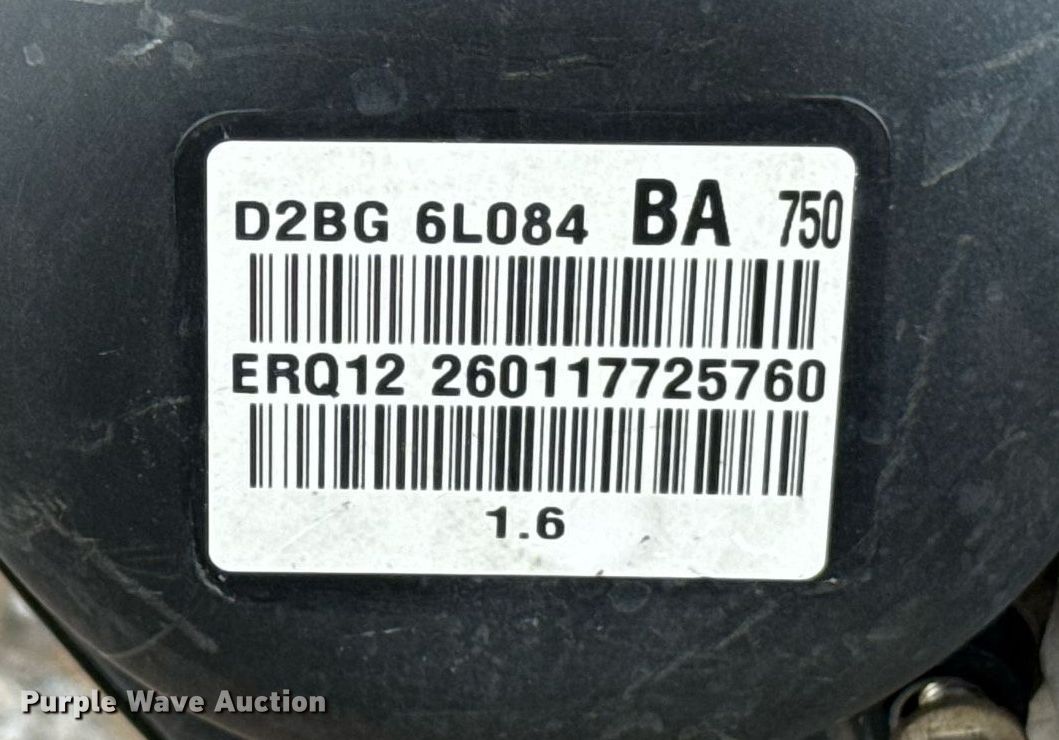 D2BG 6L084 BA 750
ERQ12 260117725760
1.6
Purple Wave Auction